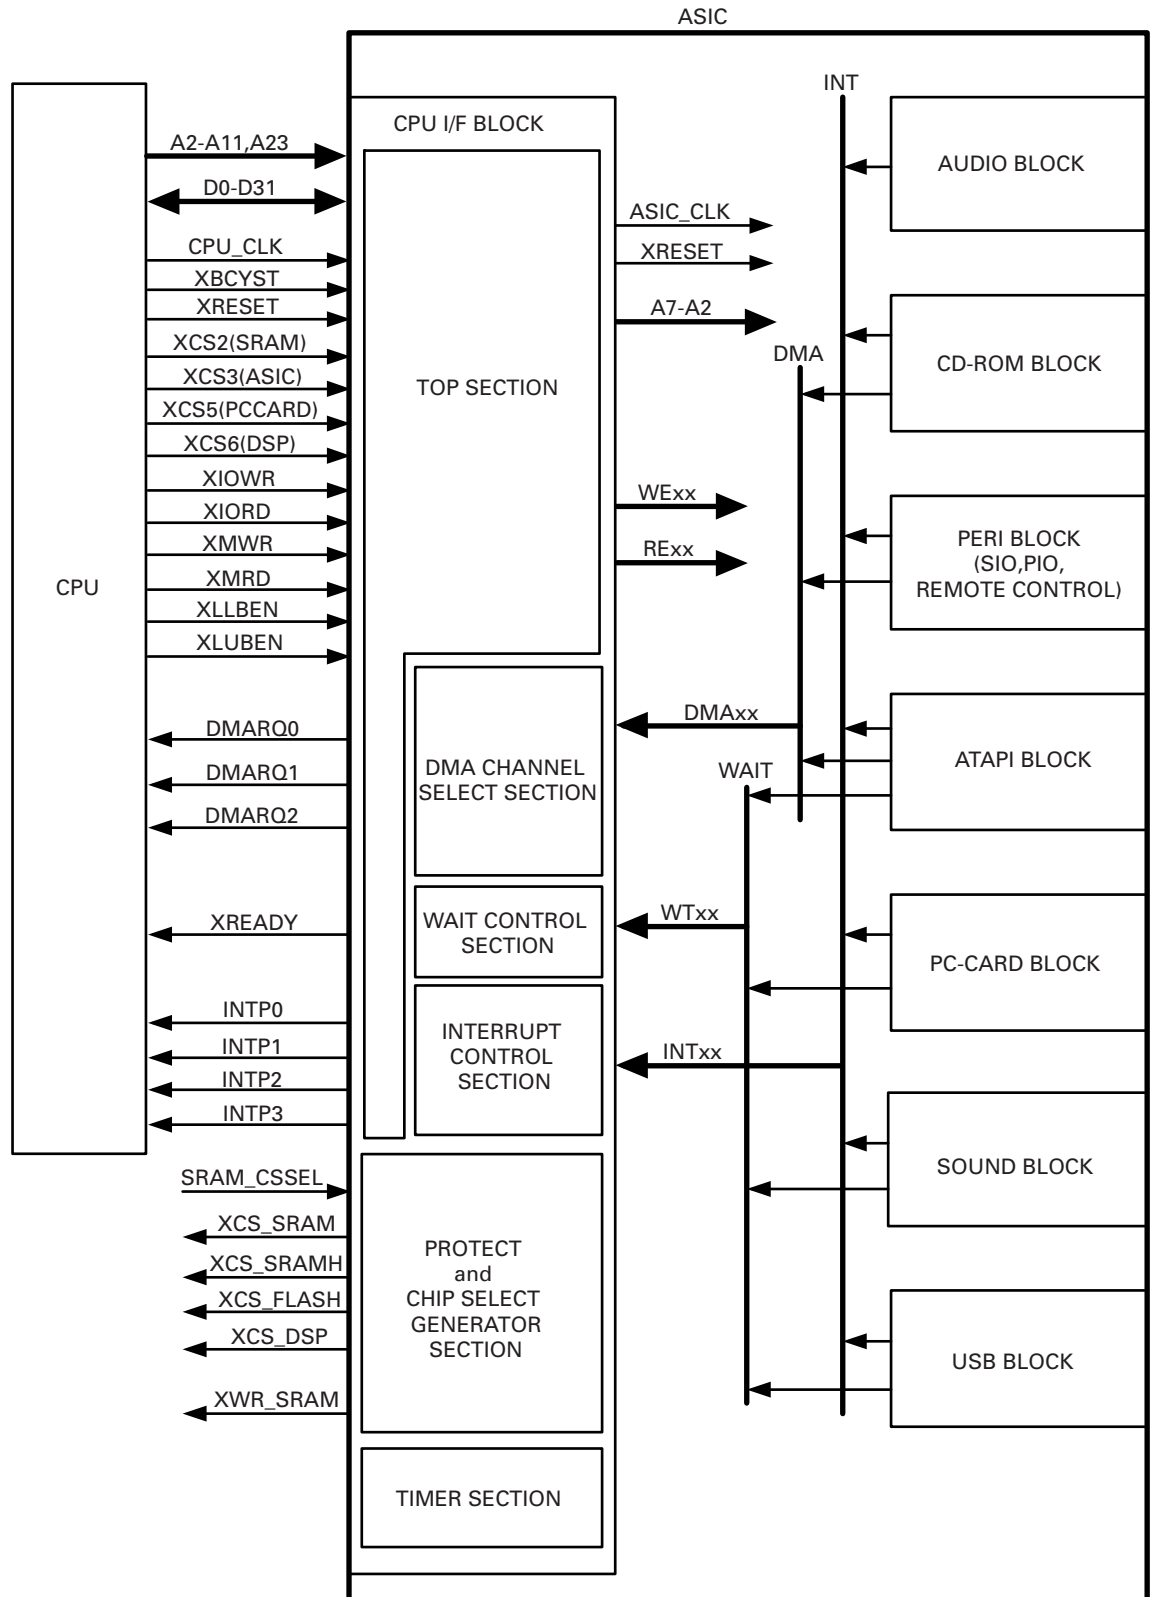 ASIC
INT
CPU I/F BLOCK
A2-A11,A23
AUDIO BLOCK
D0-D31
ASIC_CLK
CPU_CLK
XRESET
XBCYST
XRESET
A7-A2
XCS2(SRAM)
DMA
CD-ROM BLOCK
XCS3(ASIC)
TOP SECTION
XCS5(PCCARD)
XCS6(DSP)
XIOWR
WExx
XIORD
PERI BLOCK
(SIO,PIO,
REMOTE CONTROL)
XMWR
RExx
XMRD
CPU
XLLBEN
XLUBEN
DMAxx
DMARQ0
DMARQ1
DMARQ2
DMA CHANNEL
SELECT SECTION
WAIT
ATAPI BLOCK
XREADY
WAIT CONTROL
SECTION
WTxx
PC-CARD BLOCK
INTP0
INTP1
INTP2
INTP3
INTERRUPT
CONTROL
SECTION
INTxx
SOUND BLOCK
SRAM_CSSEL
XCS_SRAM
XCS_SRAMH
XCS_FLASH
XCS_DSP
XWR_SRAM
PROTECT
and
CHIP SELECT
GENERATOR
SECTION
USB BLOCK
TIMER SECTION